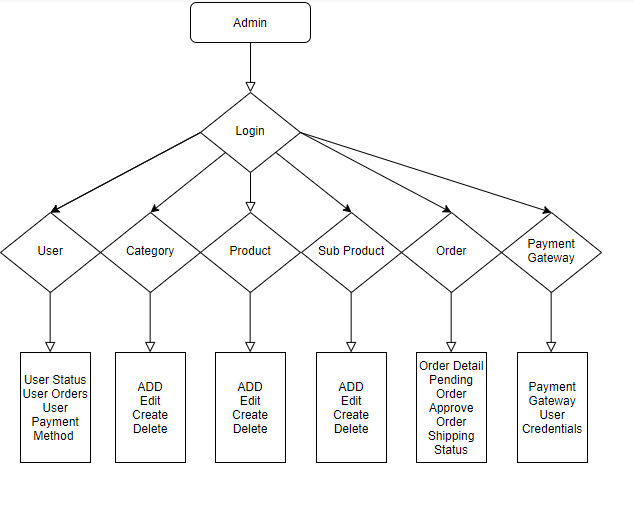 Admin
Login
User
Category
Product
Sub Product
Order
Payment
Gateway
User Status
User Orders
User
Payment
Method
ADD
Edit
Create
Delete
ADD
Edit
Create
Delete
ADD
Edit
Create
Delete
Order Detail
Pending
Order
Approve
Order
Shipping
Status
Payment
Gateway
User
Credentials